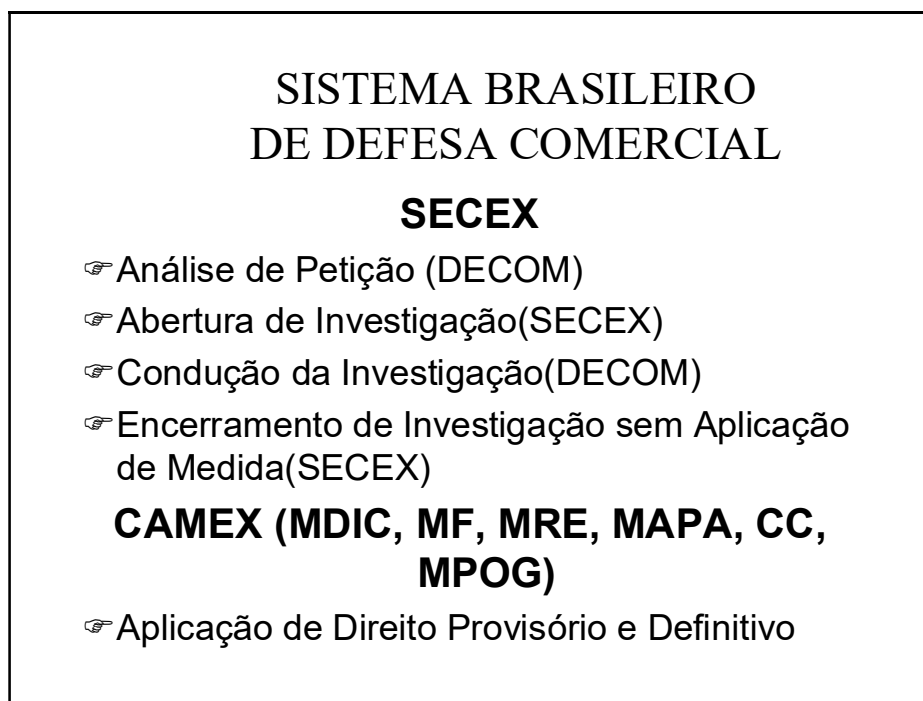 SISTEMA BRASILEIRO
DE DEFESA COMERCIAL
SECEX
☞Análise de Petição (DECOM)
☞Abertura de Investigação(SECEX)
☞Condução da Investigação(DECOM)
☞Encerramento de Investigação sem Aplicação
de Medida(SECEX)
CAMEX (MDIC, MF, MRE, MAPA, CC,
MPOG)
☞Aplicação de Direito Provisório e Definitivo